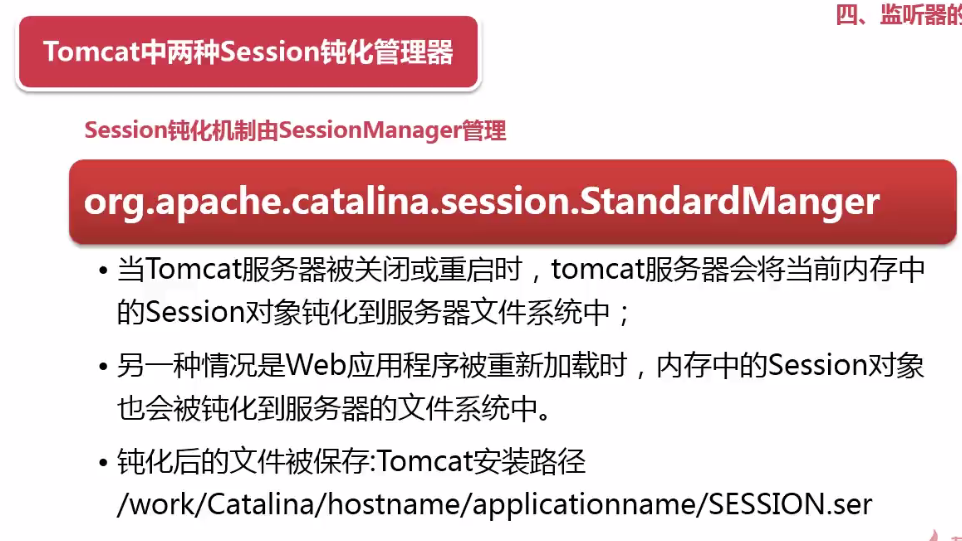 四、监听器的
Tomcat中两种Session钝化管理器
Session钝化机制由SessionManager管理
org.apache.catalina.session.StandardManger
• 当Tomcat服务器被关闭或重启时，tomcat服务器会将当前内存中
的Session对象钝化到服务器文件系统中；
• 另一种情况是Web应用程序被重新加载时，内存中的Session对象
也会被钝化到服务器的文件系统中。
• 钝化后的文件被保存:Tomcat安装路径
/work/Catalina/hostname/applicationname/SESSION.ser